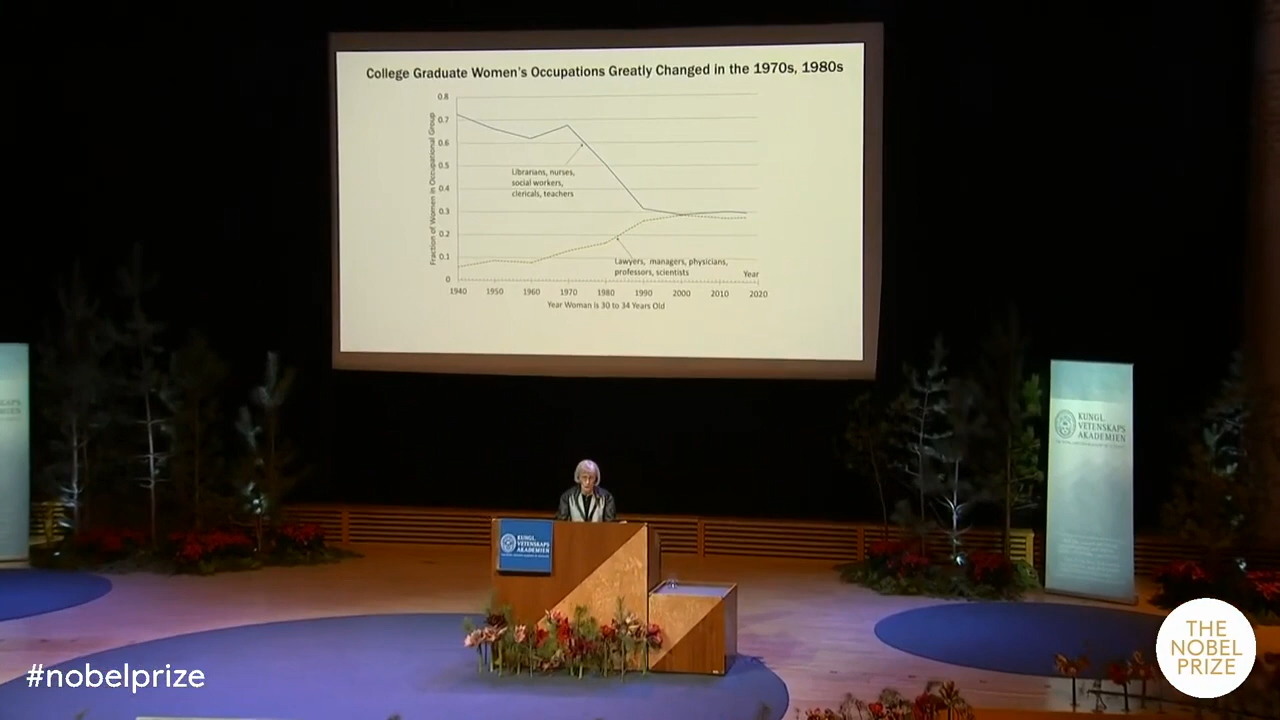 College Graduate Women's Occupations Greatly Changed in the 1970s, 1980s
Fraction of Women in Occupational Group
0.8
0.7
0.6
0.5
0.4
0.3
0.2
0.1
0
Librarians, nurses,
social workers,
clericals, teachers
Lawyers, managers, physicians,
professors, scientists
Year
1940 1950 1960 1970 1980 1990 2000 2010 2020
Year Woman is 30 to 34 Years Old
KUNGL.
VETENSKAPS
AKADEMIEN
KUNGL.
VETENSKAPS
AKADEMIEN
#nobelprize
THE
NOBEL
PRIZE